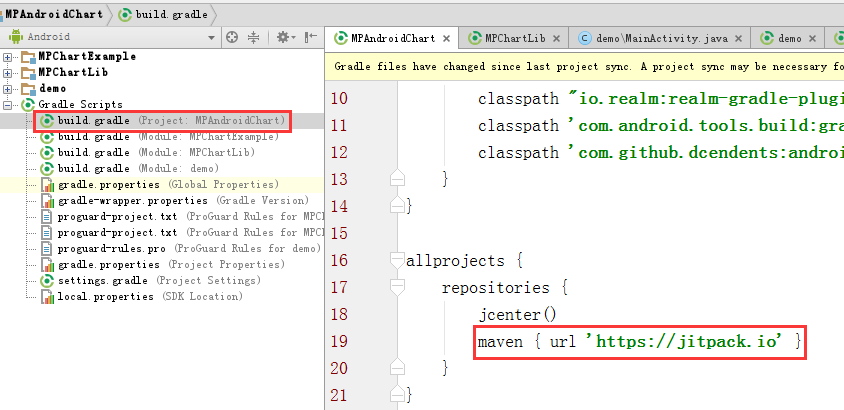 MPAndroidChart build.gradle
Android
MPChartExample
MPChartLib
demo
Gradle Scripts
build.gradle (Project: MPAndroidChart)
build.gradle (Module: MPChartExample)
build.gradle (Module: MPChartLib)
build.gradle (Module: demo)
gradle.properties (Global Properties)
gradle-wrapper.properties (Gradle Version)
proguard-project.txt (ProGuard Rules for MPCH
proguard-project.txt (ProGuard Rules for MPCH
proguard-rules.pro (ProGuard Rules for demo)
gradle.properties (Project Properties)
settings.gradle (Project Settings)
local.properties (SDK Location)
MPAndroidChart MPChartLib demo\MainActivity.java demo
Gradle files have changed since last project sync. A project sync may be necessary fo
10 classpath "io.realm:realm-gradle-plugi
11 classpath 'com.android.tools.build:gra
12 classpath 'com.github.dcendents:androi
13 }
14 }
15
16 allprojects {
17 repositories {
18 jcenter()
19 maven { url 'https://jitpack.io' }
20 }
21 }